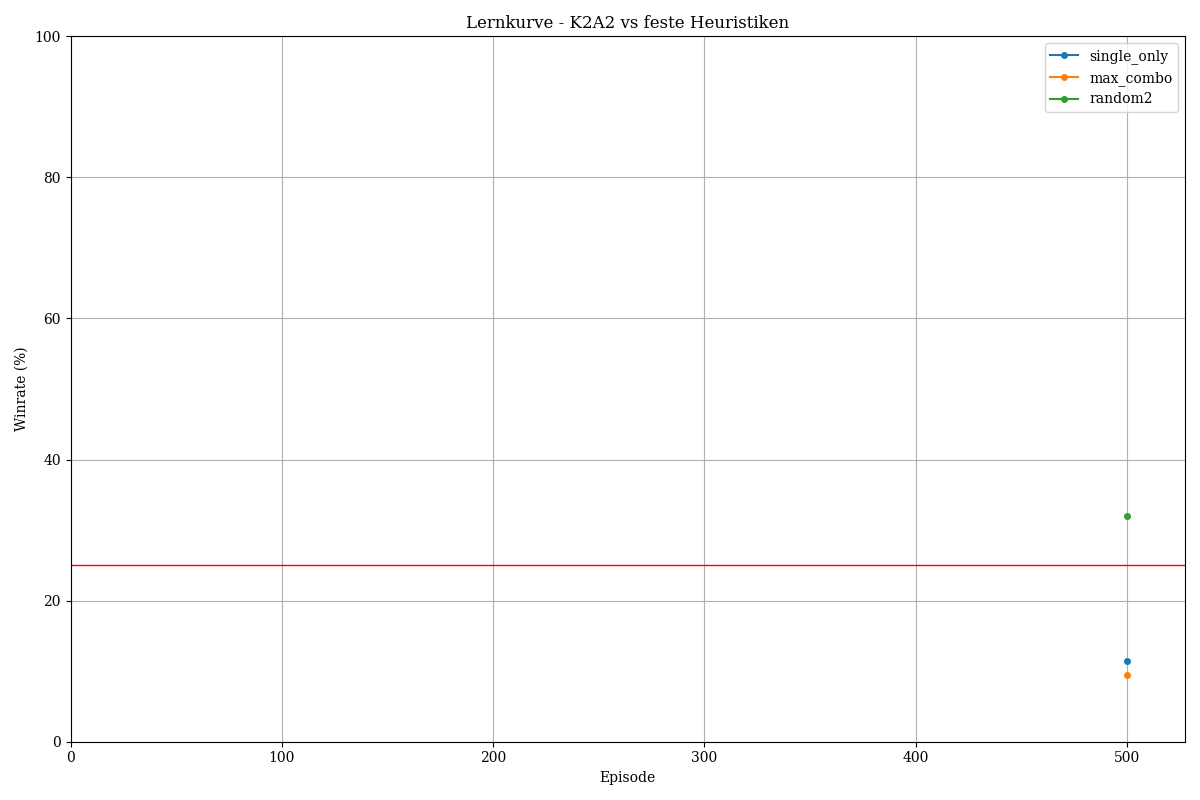 Lernkurve - K2A2 vs feste Heuristiken
single_only
max_combo
random2
Winrate (%)
100
80
60
40
20
0
0 100 200 300 400 500
Episode